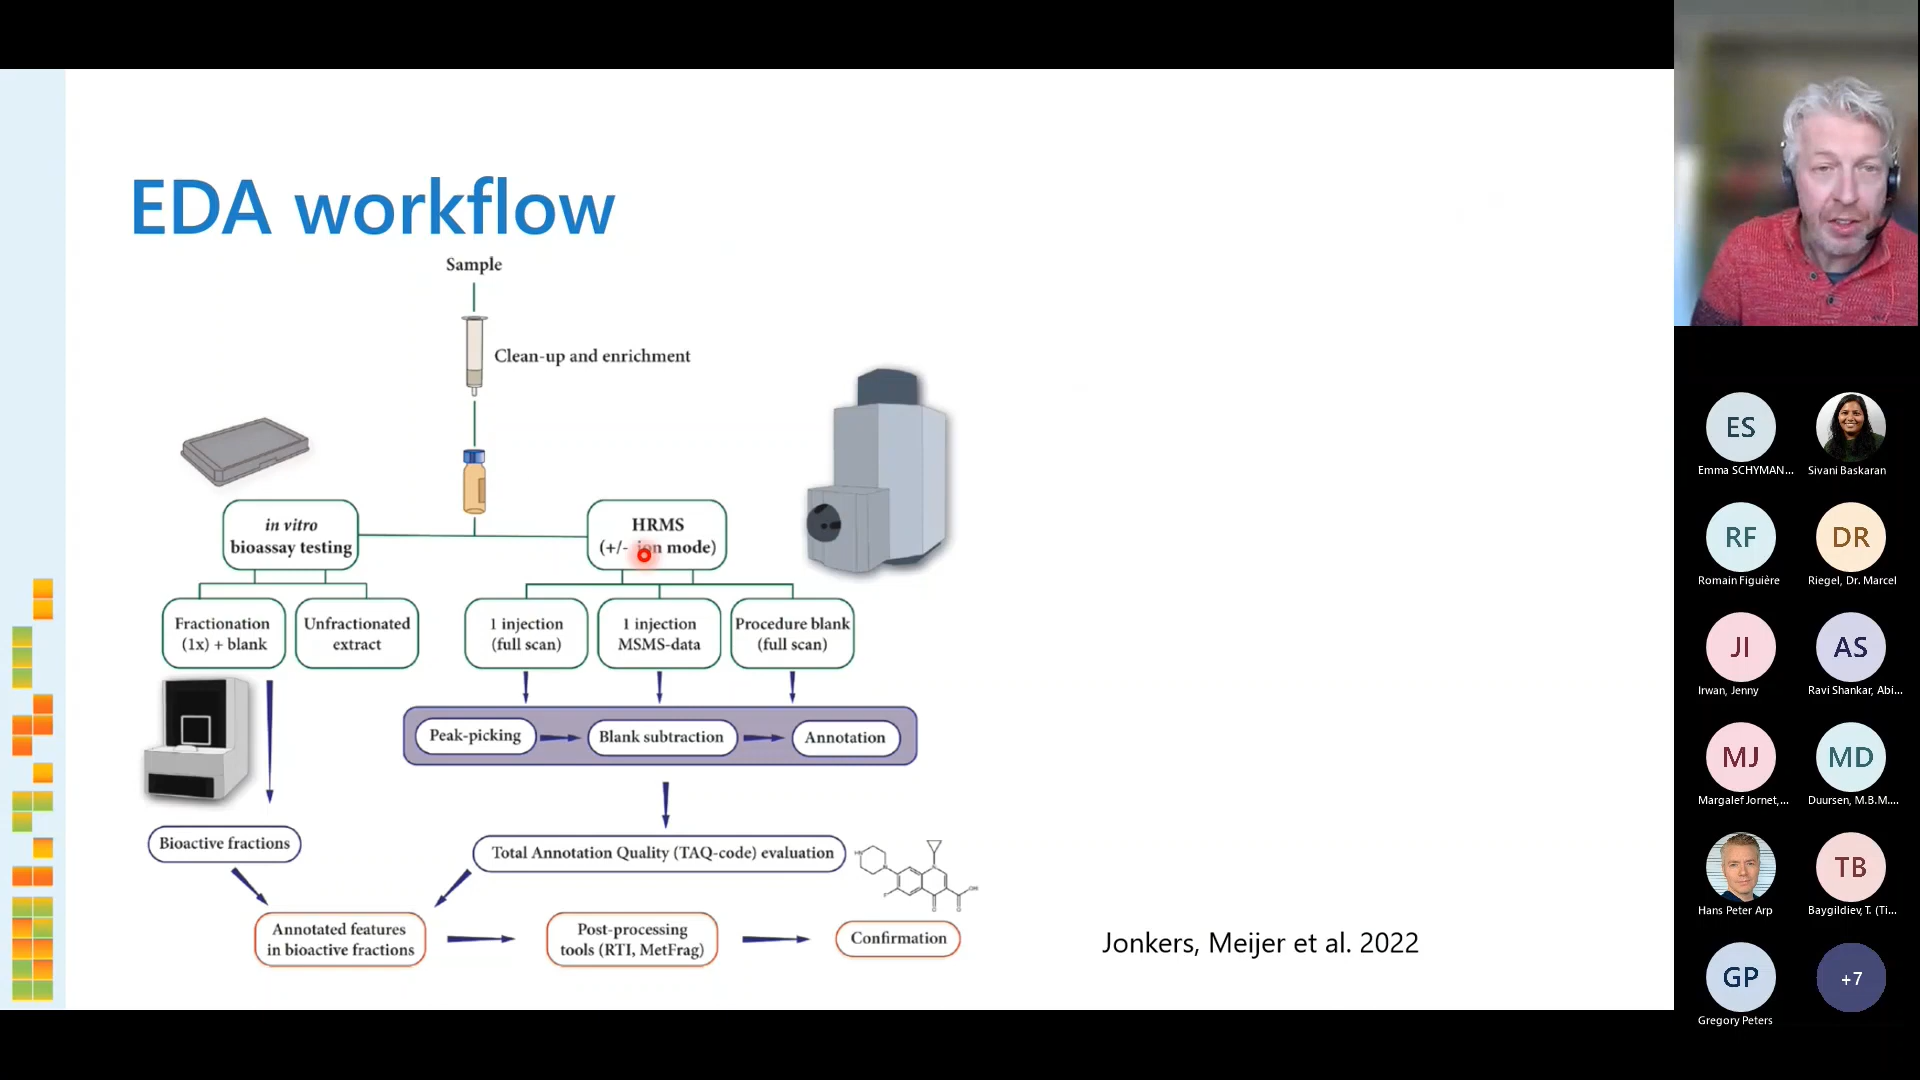 EDA workflow
Sample
Clean-up and enrichment
in vitro
bioassay testing
HRMS
(+/- ion mode)
Fractionation
(1x) + blank
Unfractionated
extract
1 injection
(full scan)
1 injection
MSMS-data
Procedure blank
(full scan)
Peak-picking
Blank subtraction
Annotation
Bioactive fractions
Total Annotation Quality (TAQ-code) evaluation
Annotated features
in bioactive fractions
Post-processing
tools (RTI, MetFrag)
Confirmation
Jonkers, Meijer et al. 2022
ES
Emma SCHYMAN...
Sivani Baskaran
RF
Romain Figuière
DR
Riegel, Dr. Marcel
JI
Irwan, Jenny
AS
Ravi Shankar, Abi...
MJ
Margalef Jornet,...
MD
Duursen, M.B.M....
Hans Peter Arp
TB
Baygildiev, T. (Ti...
GP
Gregory Peters
+7